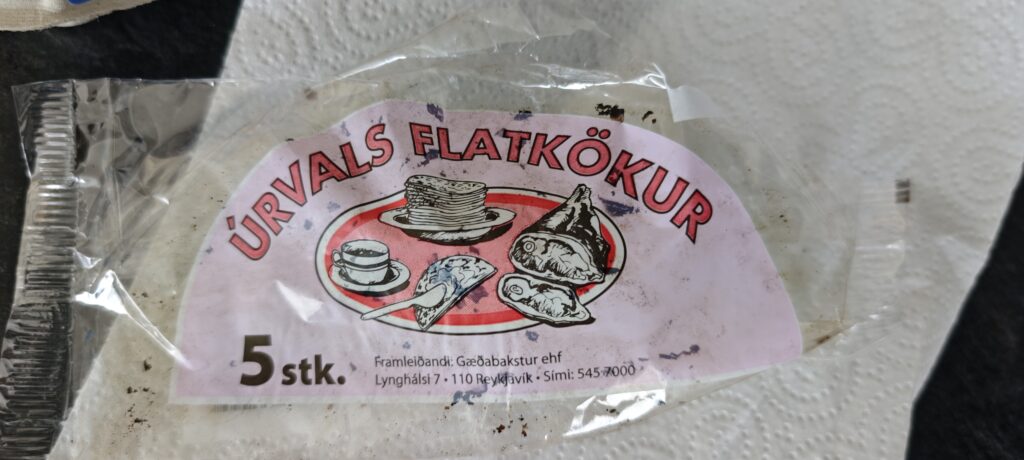 ÚRVALS FLATKÖKUR
5 stk.
Framleiðandi: Gæðabakstur ehf
Lynghálsi 7 • 110 Reykjavík • Sími: 545 7000